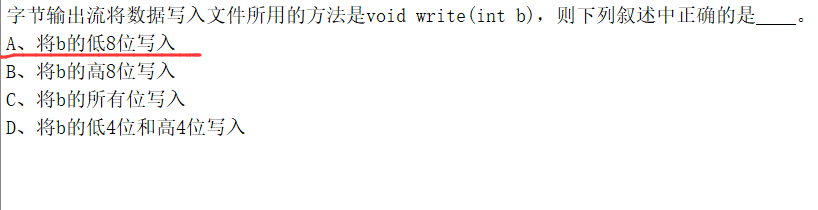 字节输出流将数据写入文件所用的方法是void write(int b)，则下列叙述中正确的是____。
A、将b的低8位写入
B、将b的高8位写入
C、将b的所有位写入
D、将b的低4位和高4位写入